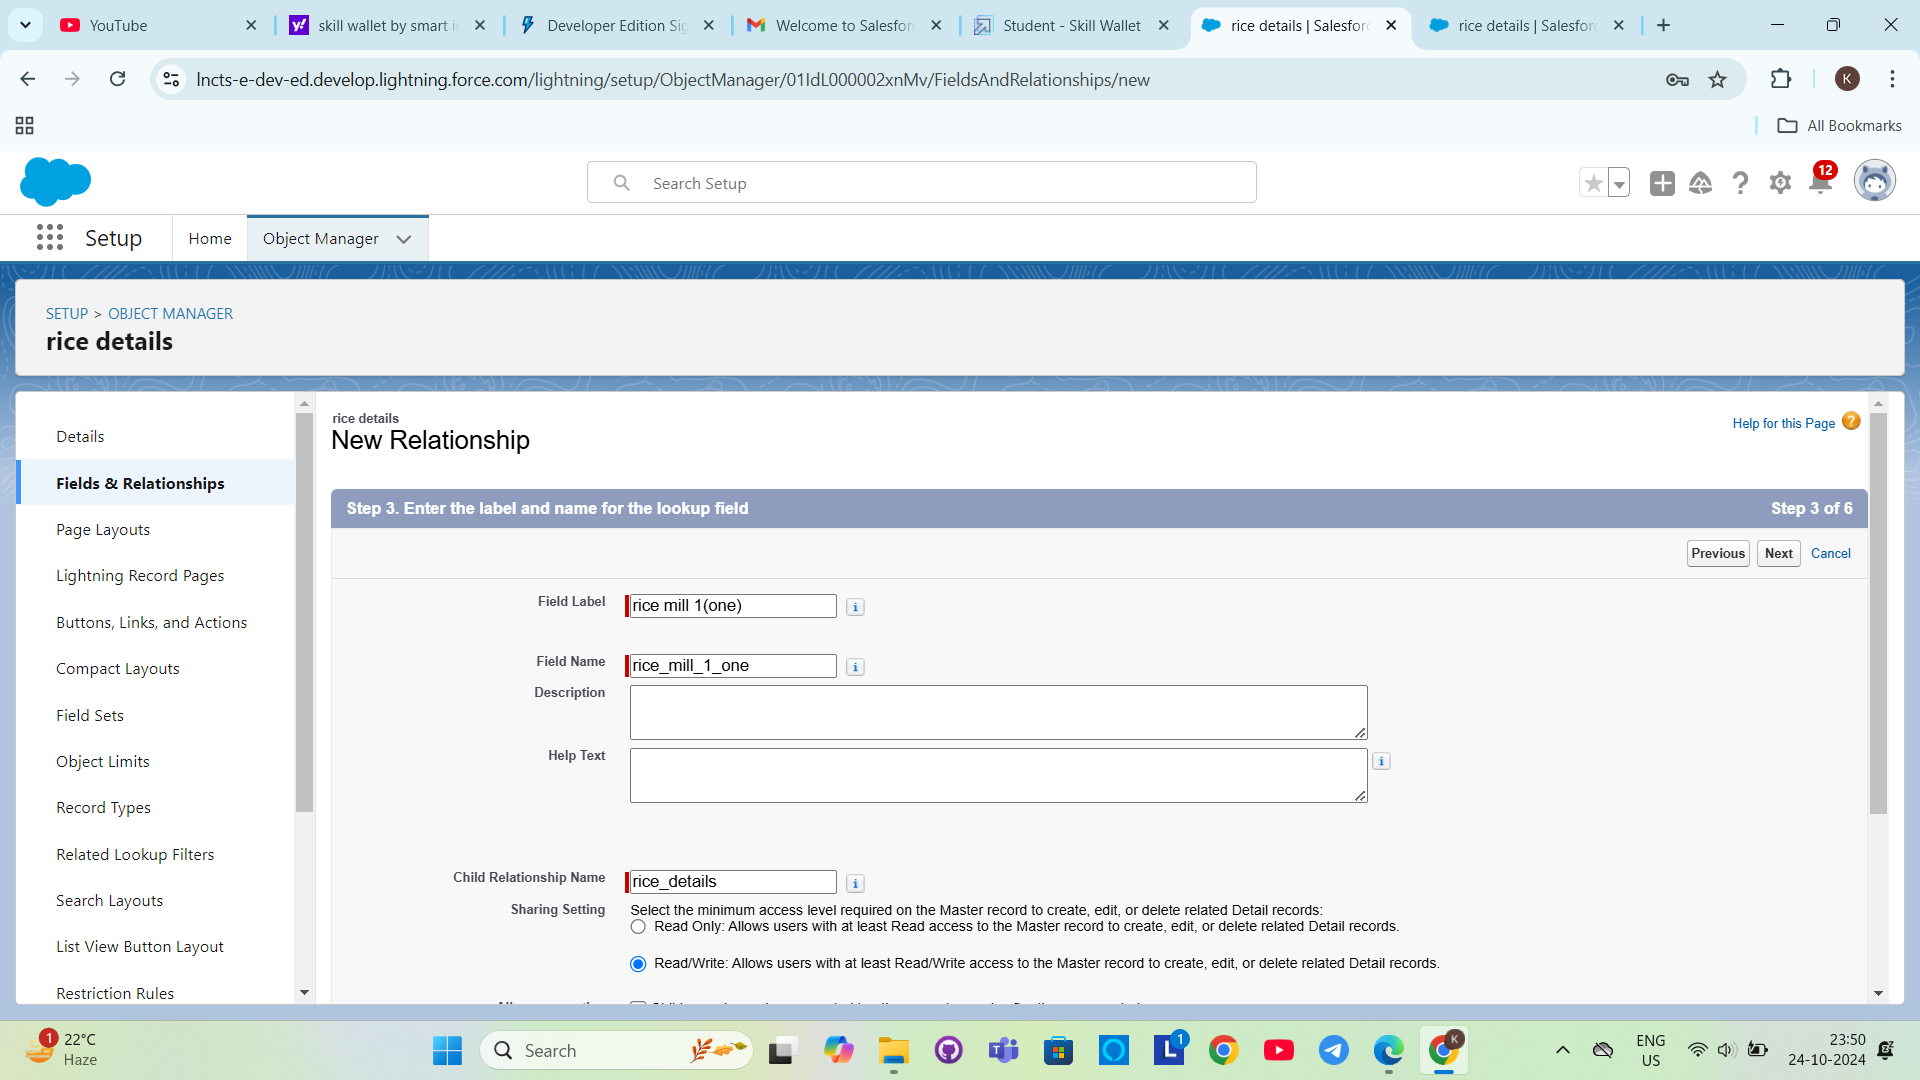 YouTube
skill wallet by smart in
Developer Edition Sig
Welcome to Salesforc
Student - Skill Wallet
rice details | Salesforc
rice details | Salesforc
lncts-e-dev-ed.develop.lightning.force.com/lightning/setup/ObjectManager/01IdL000002xnMv/FieldsAndRelationships/new
K
All Bookmarks
Search Setup
12
Setup
Home
Object Manager
SETUP > OBJECT MANAGER
rice details
Details
Fields & Relationships
Page Layouts
Lightning Record Pages
Buttons, Links, and Actions
Compact Layouts
Field Sets
Object Limits
Record Types
Related Lookup Filters
Search Layouts
List View Button Layout
Restriction Rules
rice details
New Relationship
Help for this Page
Step 3. Enter the label and name for the lookup field
Step 3 of 6
Previous
Next
Cancel
Field Label
rice mill 1(one)
Field Name
rice_mill_1_one
Description
Help Text
Child Relationship Name
rice_details
Sharing Setting
Select the minimum access level required on the Master record to create, edit, or delete related Detail records:
Read Only: Allows users with at least Read access to the Master record to create, edit, or delete related Detail records.
Read/Write: Allows users with at least Read/Write access to the Master record to create, edit, or delete related Detail records.
1
22°C
Haze
Search
1
K
ENG
US
23:50
24-10-2024